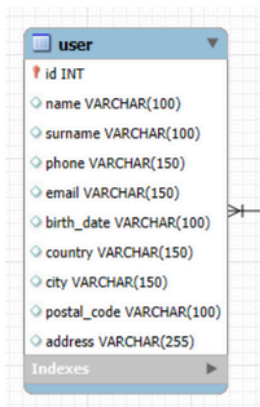 user
id INT
name VARCHAR(100)
surname VARCHAR(100)
phone VARCHAR(150)
email VARCHAR(150)
birth_date VARCHAR(100)
country VARCHAR(150)
city VARCHAR(150)
postal_code VARCHAR(100)
address VARCHAR(255)
Indexes